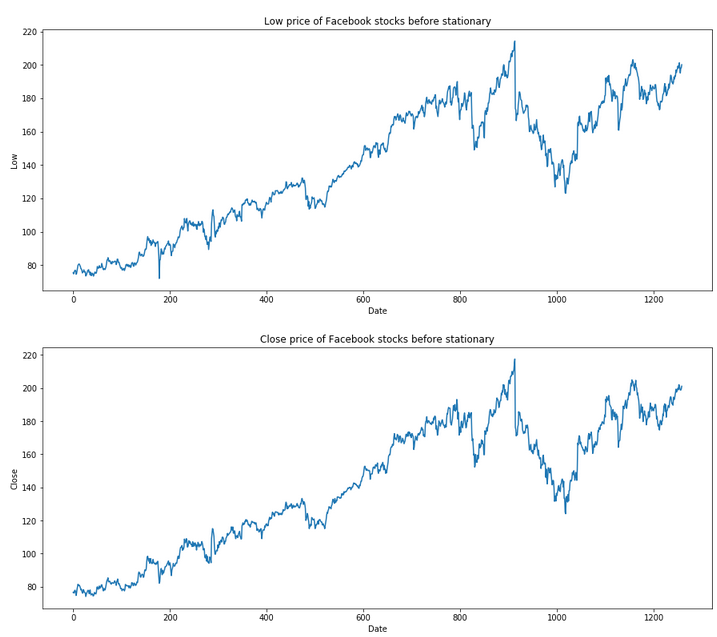 Low price of Facebook stocks before stationary
220
200
180
160
140
120
100
80
Low
0 200 400 600 800 1000 1200
Date
Close price of Facebook stocks before stationary
220
200
180
160
140
120
100
80
Close
0 200 400 600 800 1000 1200
Date